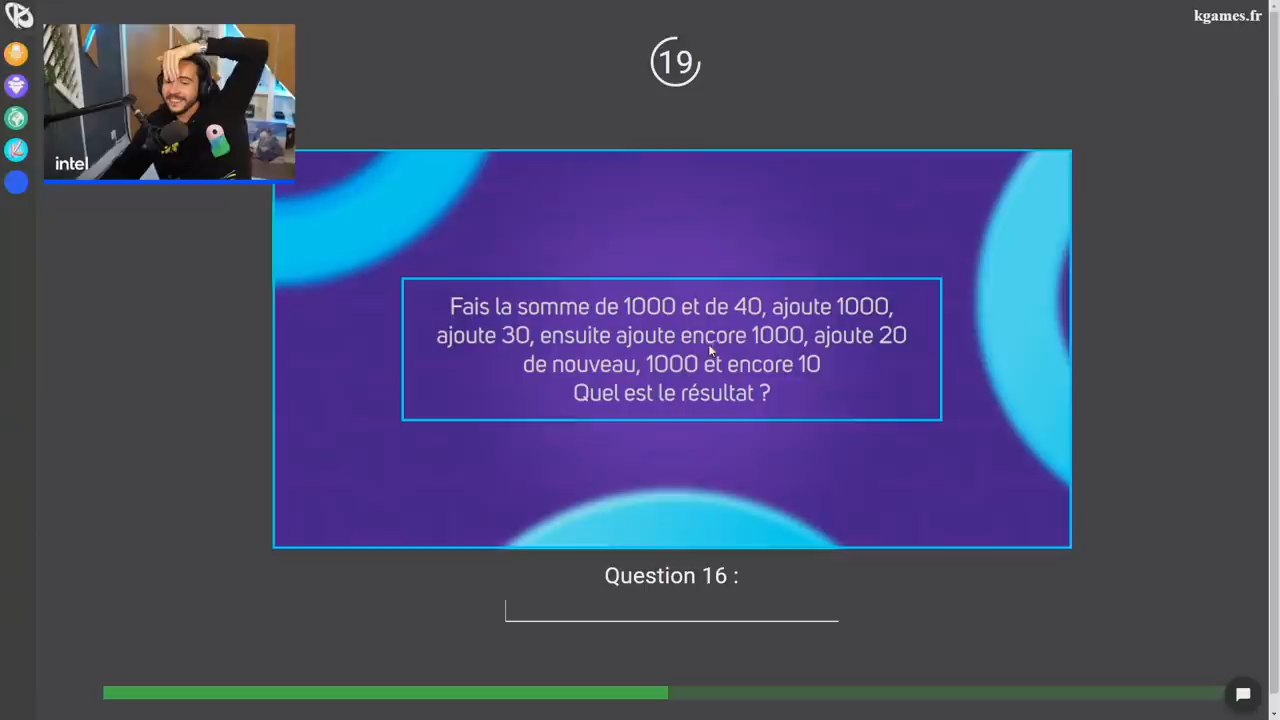 kgames.fr
19
intel
Fais la somme de 1000 et de 40, ajoute 1000,
ajoute 30, ensuite ajoute encore 1000, ajoute 20
de nouveau, 1000 et encore 10
Quel est le résultat ?
Question 16 :